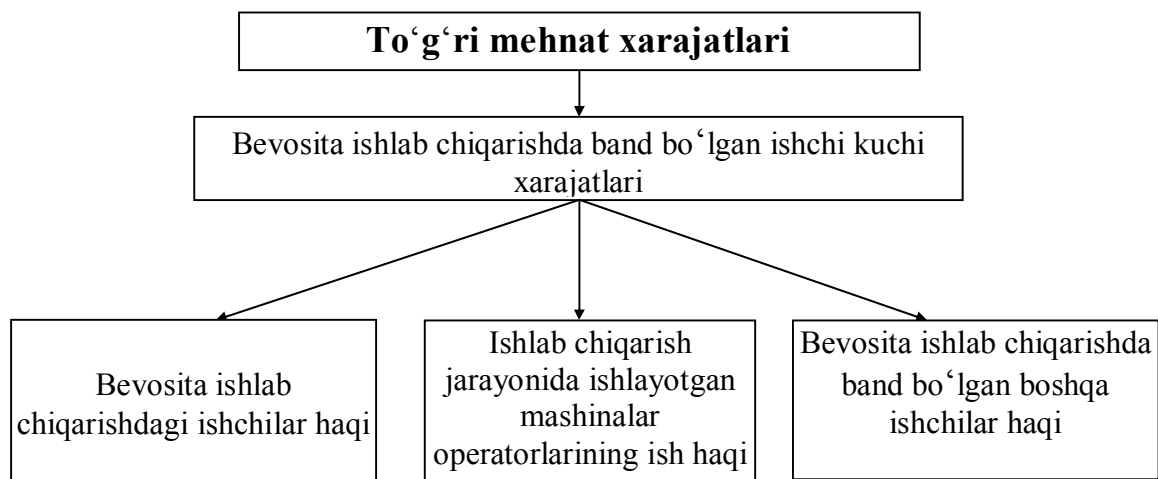 To‘g‘ri mehnat xarajatlari
Bevosita ishlab chiqarishda band bo‘lgan ishchi kuchi
xarajatlari
Bevosita ishlab
chiqarishdagi ishchilar haqi
Ishlab chiqarish
jarayonida ishlayotgan
mashinalar
operatorlarining ish haqi
Bevosita ishlab chiqarishda
band bo‘lgan boshqa
ishchilar haqi